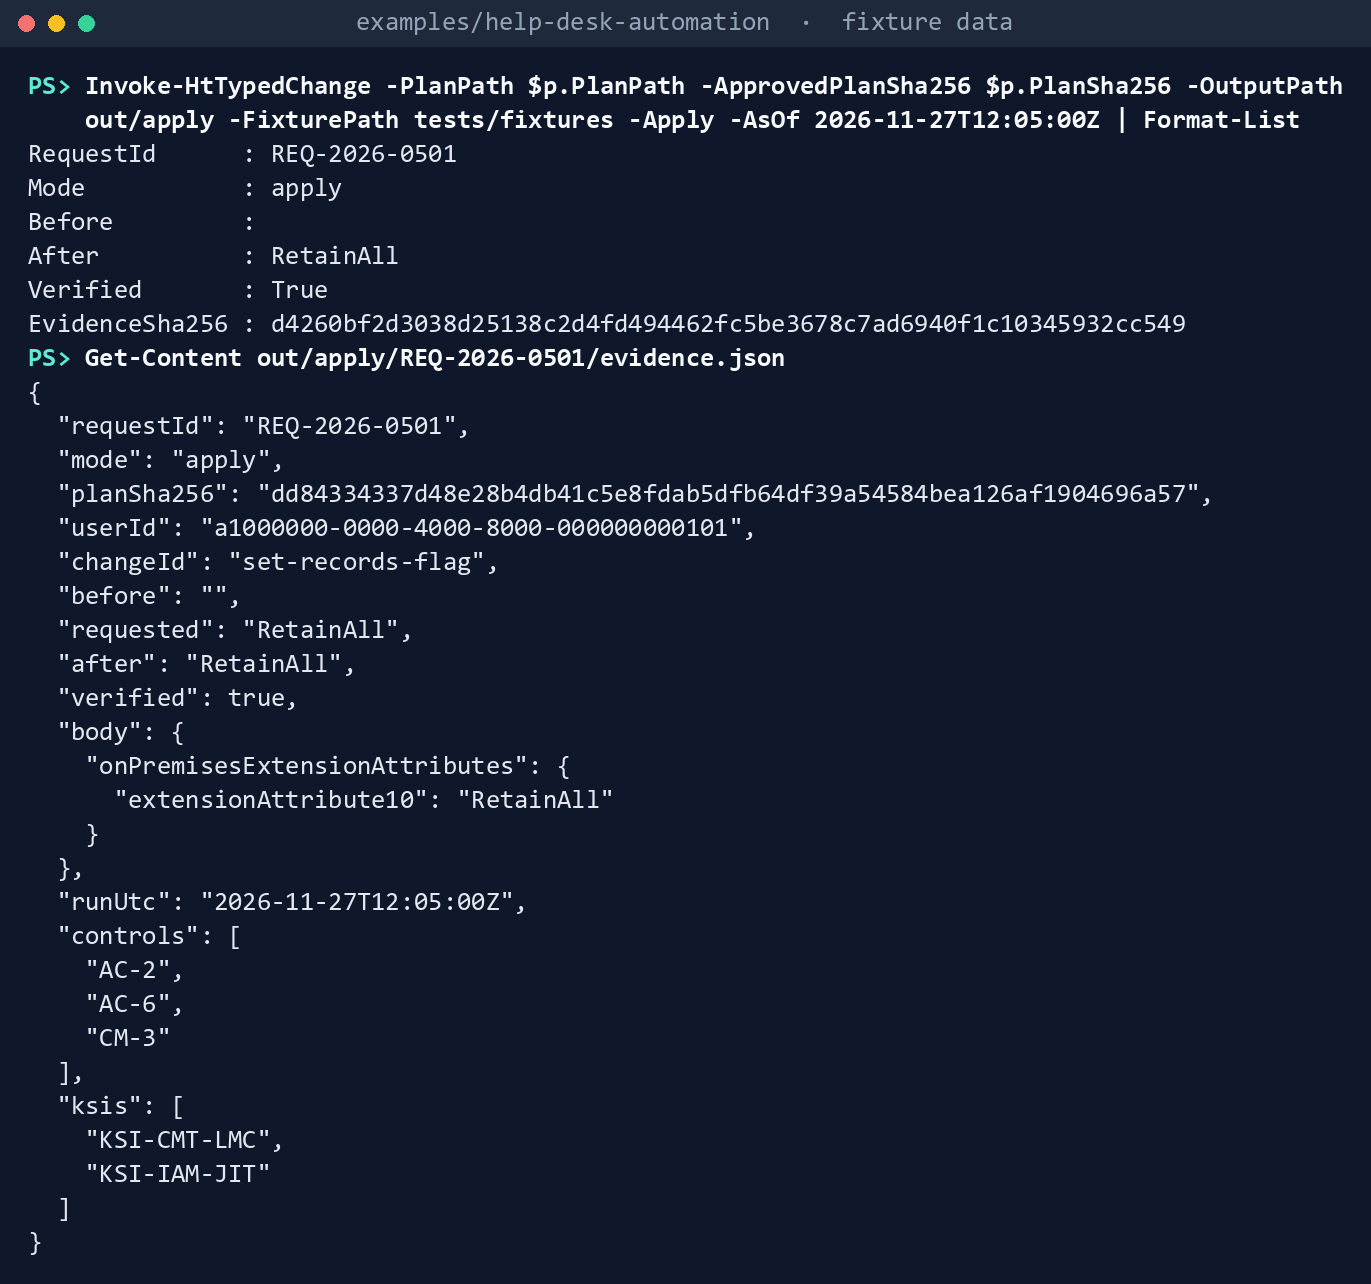 examples/help-desk-automation · fixture data
PS> Invoke-HtTypedChange -PlanPath $p.PlanPath -ApprovedPlanSha256 $p.PlanSha256 -OutputPath
    out/apply -FixturePath tests/fixtures -Apply -AsOf 2026-11-27T12:05:00Z | Format-List
RequestId      : REQ-2026-0501
Mode           : apply
Before         :
After          : RetainAll
Verified       : True
EvidenceSha256 : d4260bf2d3038d25138c2d4fd494462fc5be3678c7ad6940f1c10345932cc549
PS> Get-Content out/apply/REQ-2026-0501/evidence.json
{
  "requestId": "REQ-2026-0501",
  "mode": "apply",
  "planSha256": "dd84334337d48e28b4db41c5e8fdab5dfb64df39a54584bea126af1904696a57",
  "userId": "a1000000-0000-4000-8000-000000000101",
  "changeId": "set-records-flag",
  "before": "",
  "requested": "RetainAll",
  "after": "RetainAll",
  "verified": true,
  "body": {
    "onPremisesExtensionAttributes": {
      "extensionAttribute10": "RetainAll"
    }
  },
  "runUtc": "2026-11-27T12:05:00Z",
  "controls": [
    "AC-2",
    "AC-6",
    "CM-3"
  ],
  "ksis": [
    "KSI-CMT-LMC",
    "KSI-IAM-JIT"
  ]
}